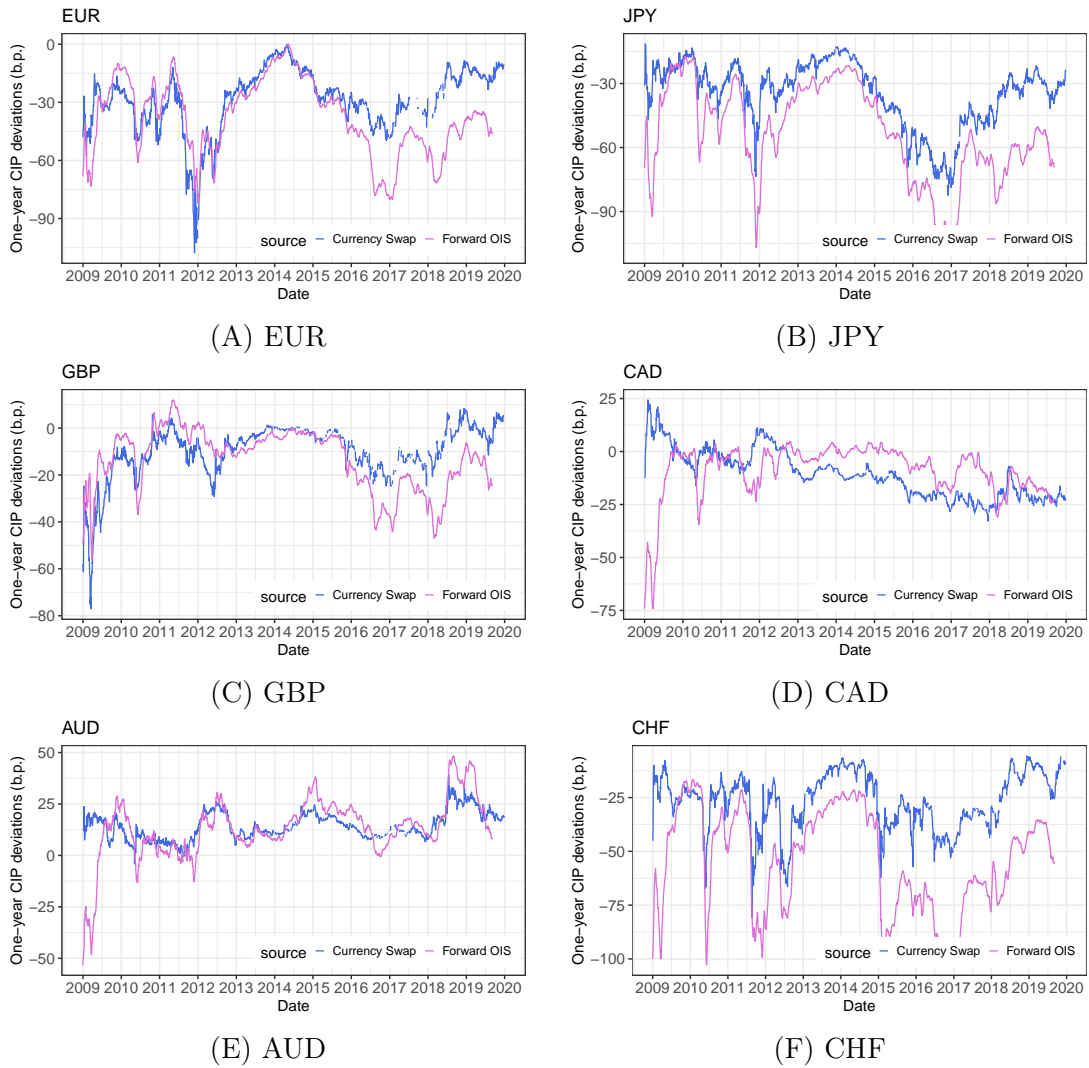 EUR
One−year CIP deviations (b.p.)
0
−30
−60
−90
source Currency Swap Forward OIS
2009 2010 2011 2012 2013 2014 2015 2016 2017 2018 2019 2020
Date
(A) EUR
JPY
One−year CIP deviations (b.p.)
−30
−60
−90
source Currency Swap Forward OIS
2009 2010 2011 2012 2013 2014 2015 2016 2017 2018 2019 2020
Date
(B) JPY
GBP
One−year CIP deviations (b.p.)
0
−20
−40
−60
−80
source Currency Swap Forward OIS
2009 2010 2011 2012 2013 2014 2015 2016 2017 2018 2019 2020
Date
(C) GBP
CAD
One−year CIP deviations (b.p.)
25
0
−25
−50
−75
source Currency Swap Forward OIS
2009 2010 2011 2012 2013 2014 2015 2016 2017 2018 2019 2020
Date
(D) CAD
AUD
One−year CIP deviations (b.p.)
50
25
0
−25
−50
source Currency Swap Forward OIS
2009 2010 2011 2012 2013 2014 2015 2016 2017 2018 2019 2020
Date
(E) AUD
CHF
One−year CIP deviations (b.p.)
−25
−50
−75
−100
source Currency Swap Forward OIS
2009 2010 2011 2012 2013 2014 2015 2016 2017 2018 2019 2020
Date
(F) CHF